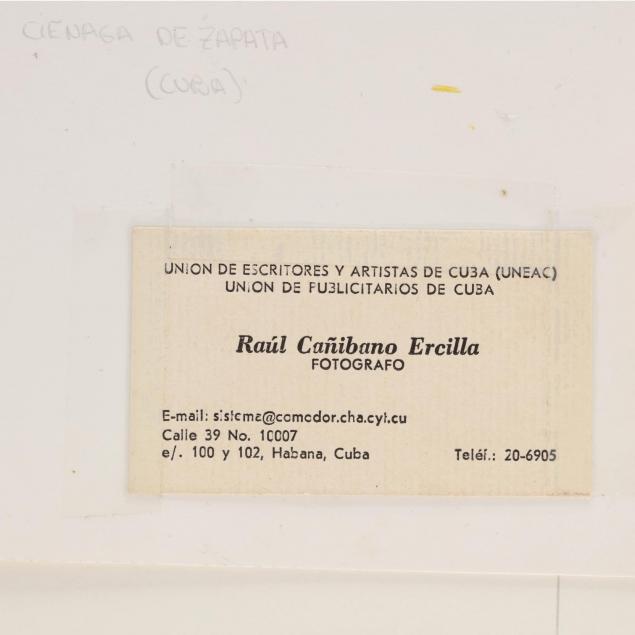 CIENAGA DE ZAPATA
(CUBA)
UNION DE ESCRITORES Y ARTISTAS DE CUBA (UNEAC)
UNION DE PUBLICITARIOS DE CUBA
Raúl Cañibano Ercilla
FOTOGRAFO
E-mail: sistema@comodor.cha.cyt.cu
Calle 39 No. 10007
e/. 100 y 102, Habana, Cuba
Teléf.: 20-6905